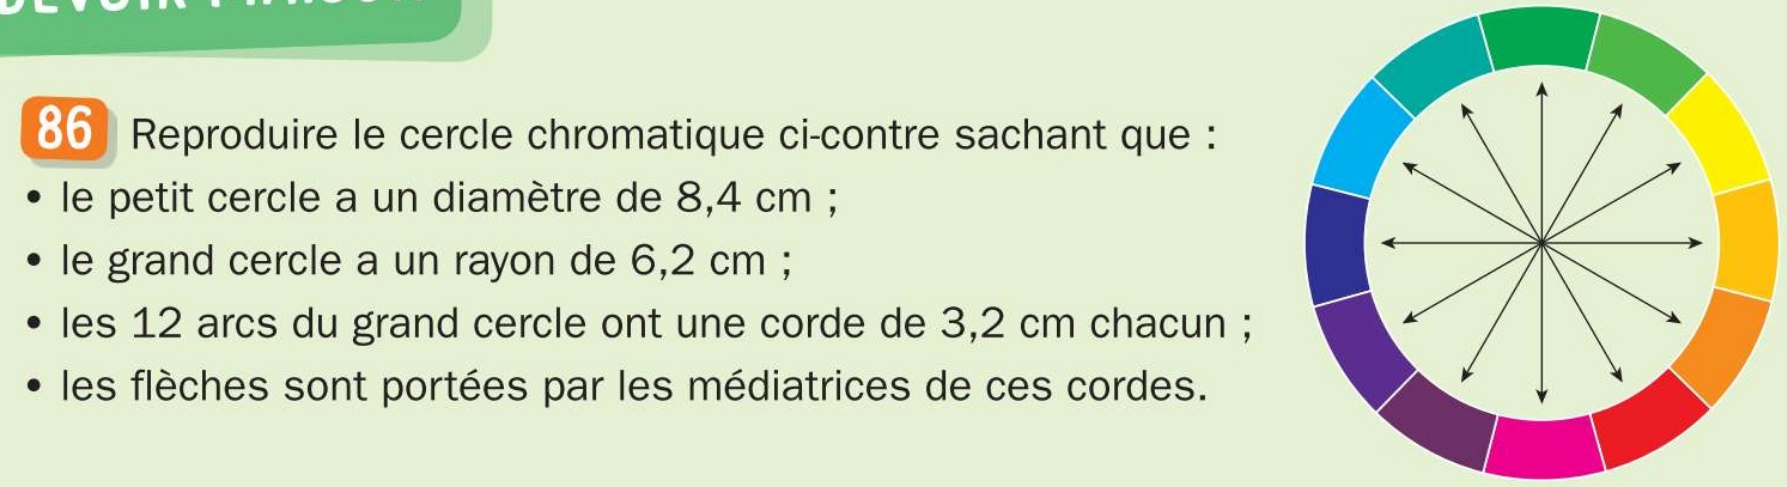 DEVOIR MAISON
86 Reproduire le cercle chromatique ci-contre sachant que :
• le petit cercle a un diamètre de 8,4 cm ;
• le grand cercle a un rayon de 6,2 cm ;
• les 12 arcs du grand cercle ont une corde de 3,2 cm chacun ;
• les flèches sont portées par les médiatrices de ces cordes.